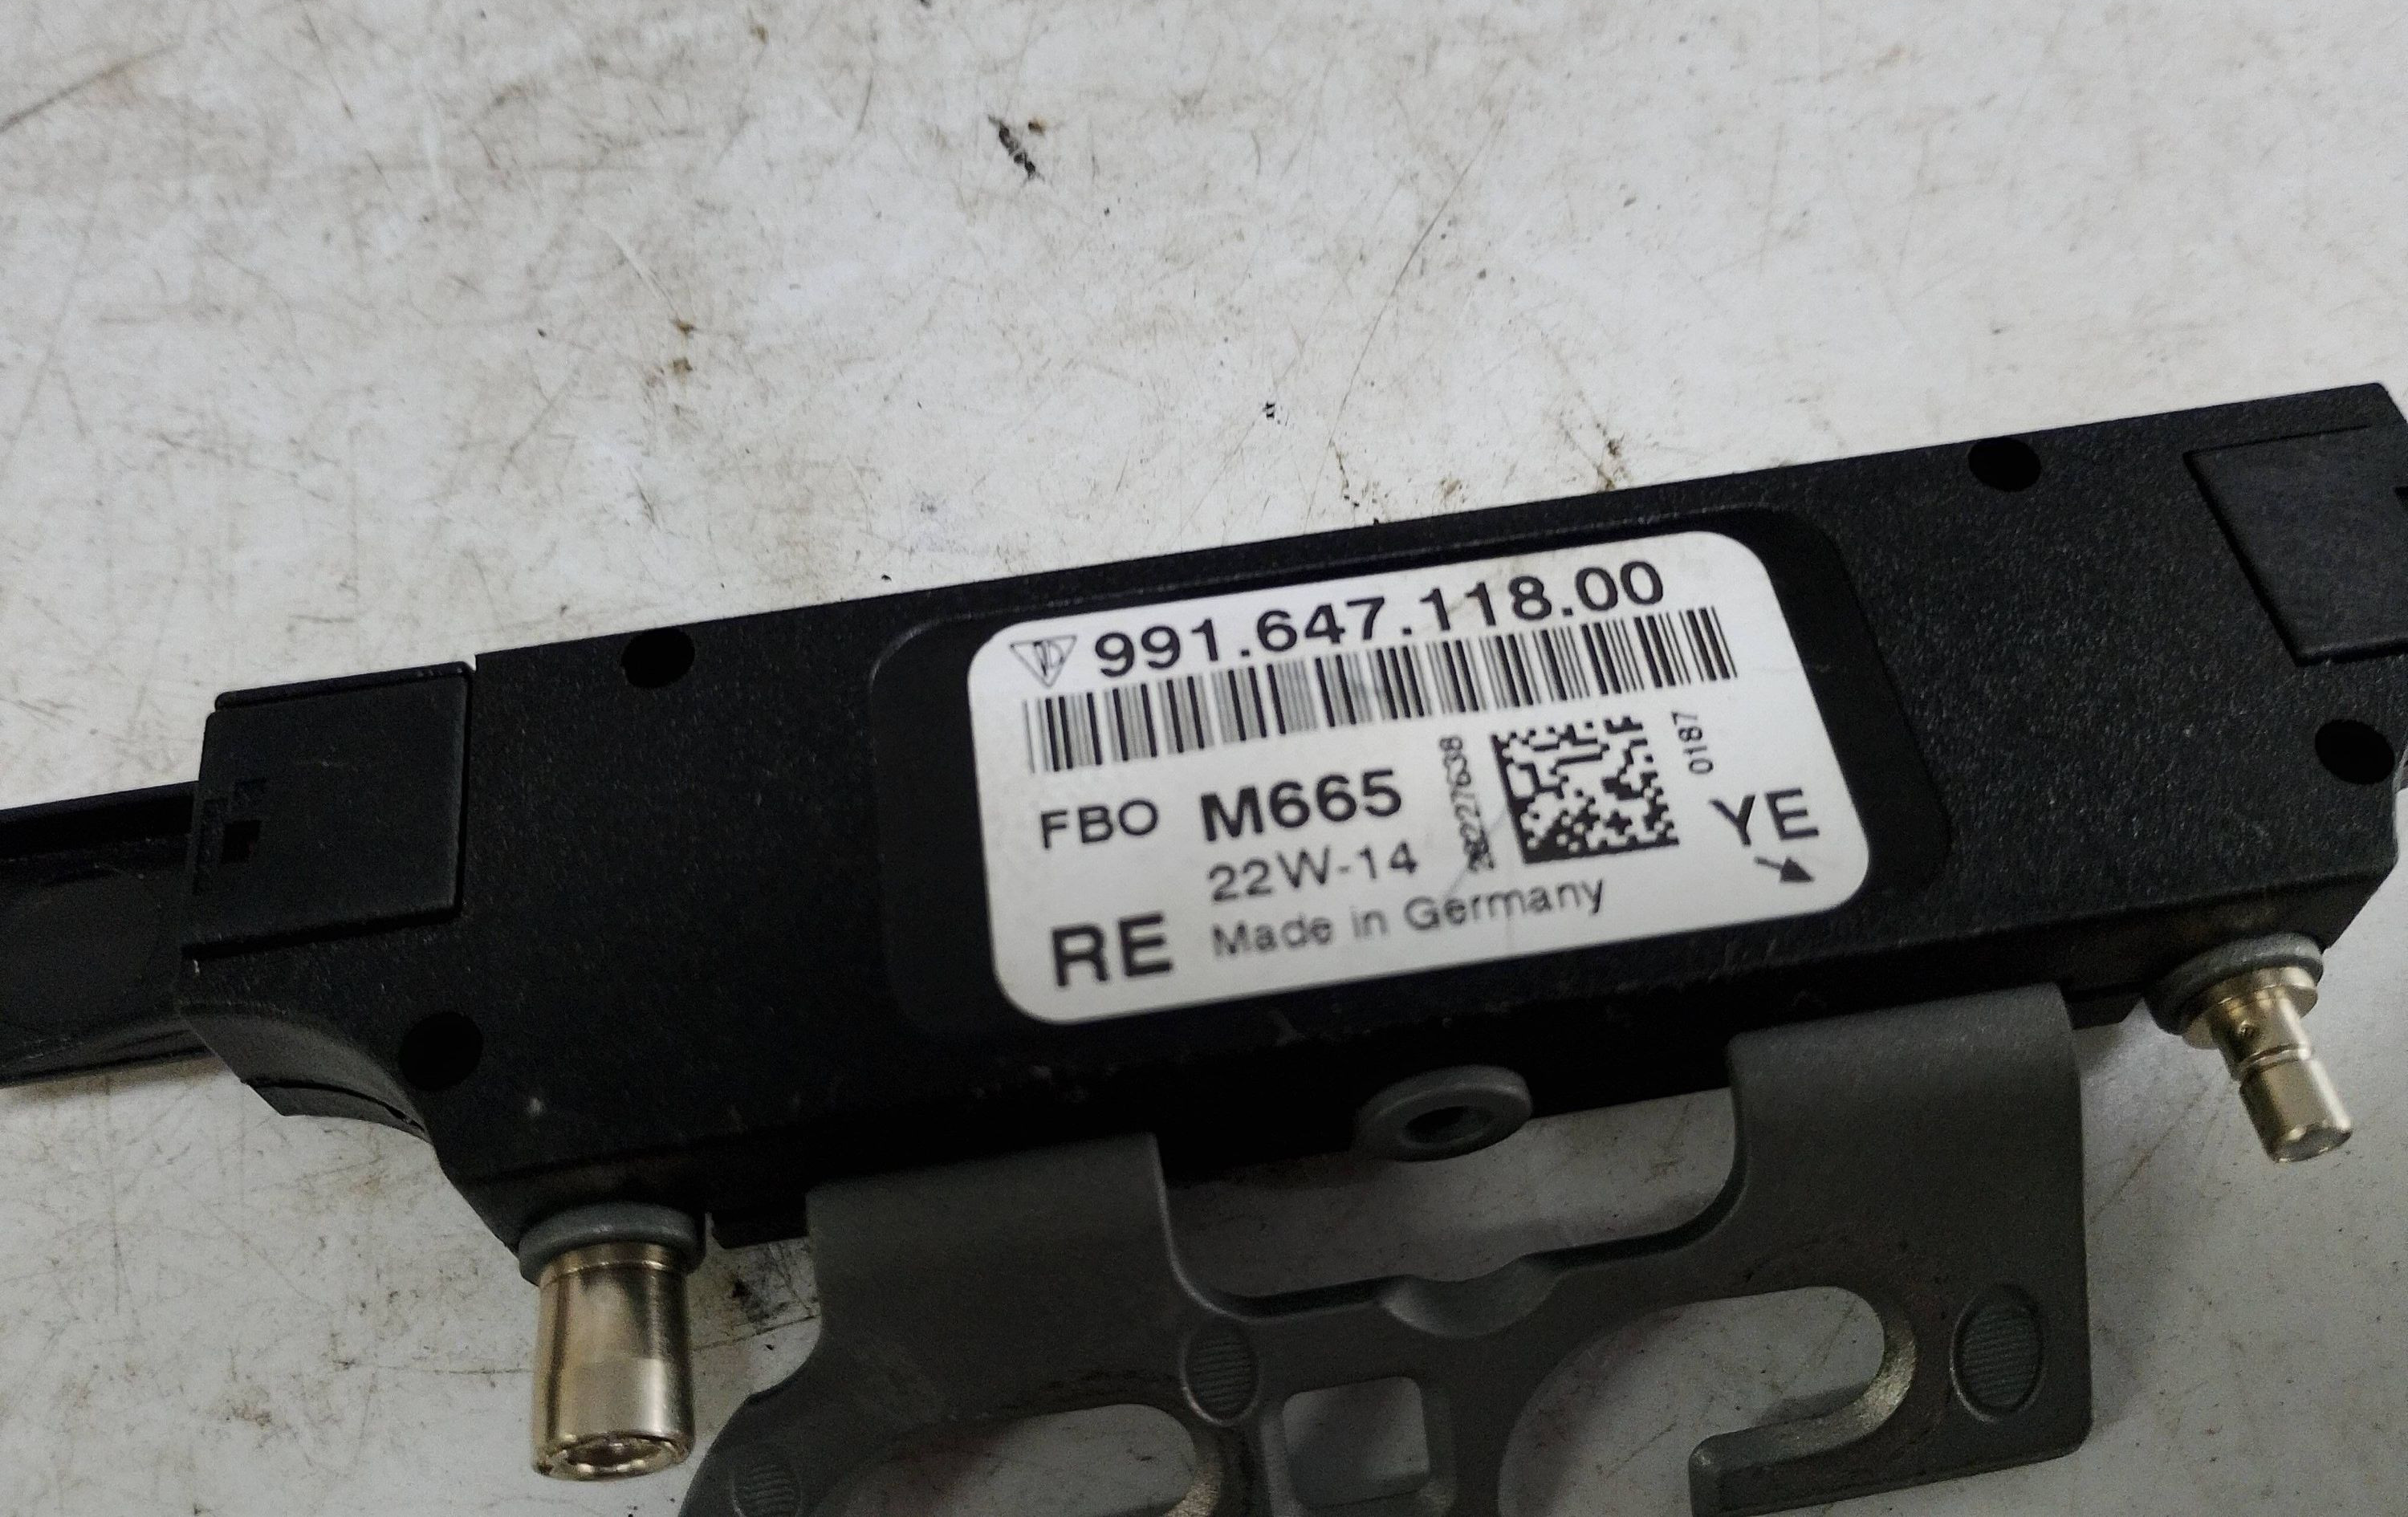 991.647.118.00
FBO M665
22W-14
0187
YE
RE Made in Germany